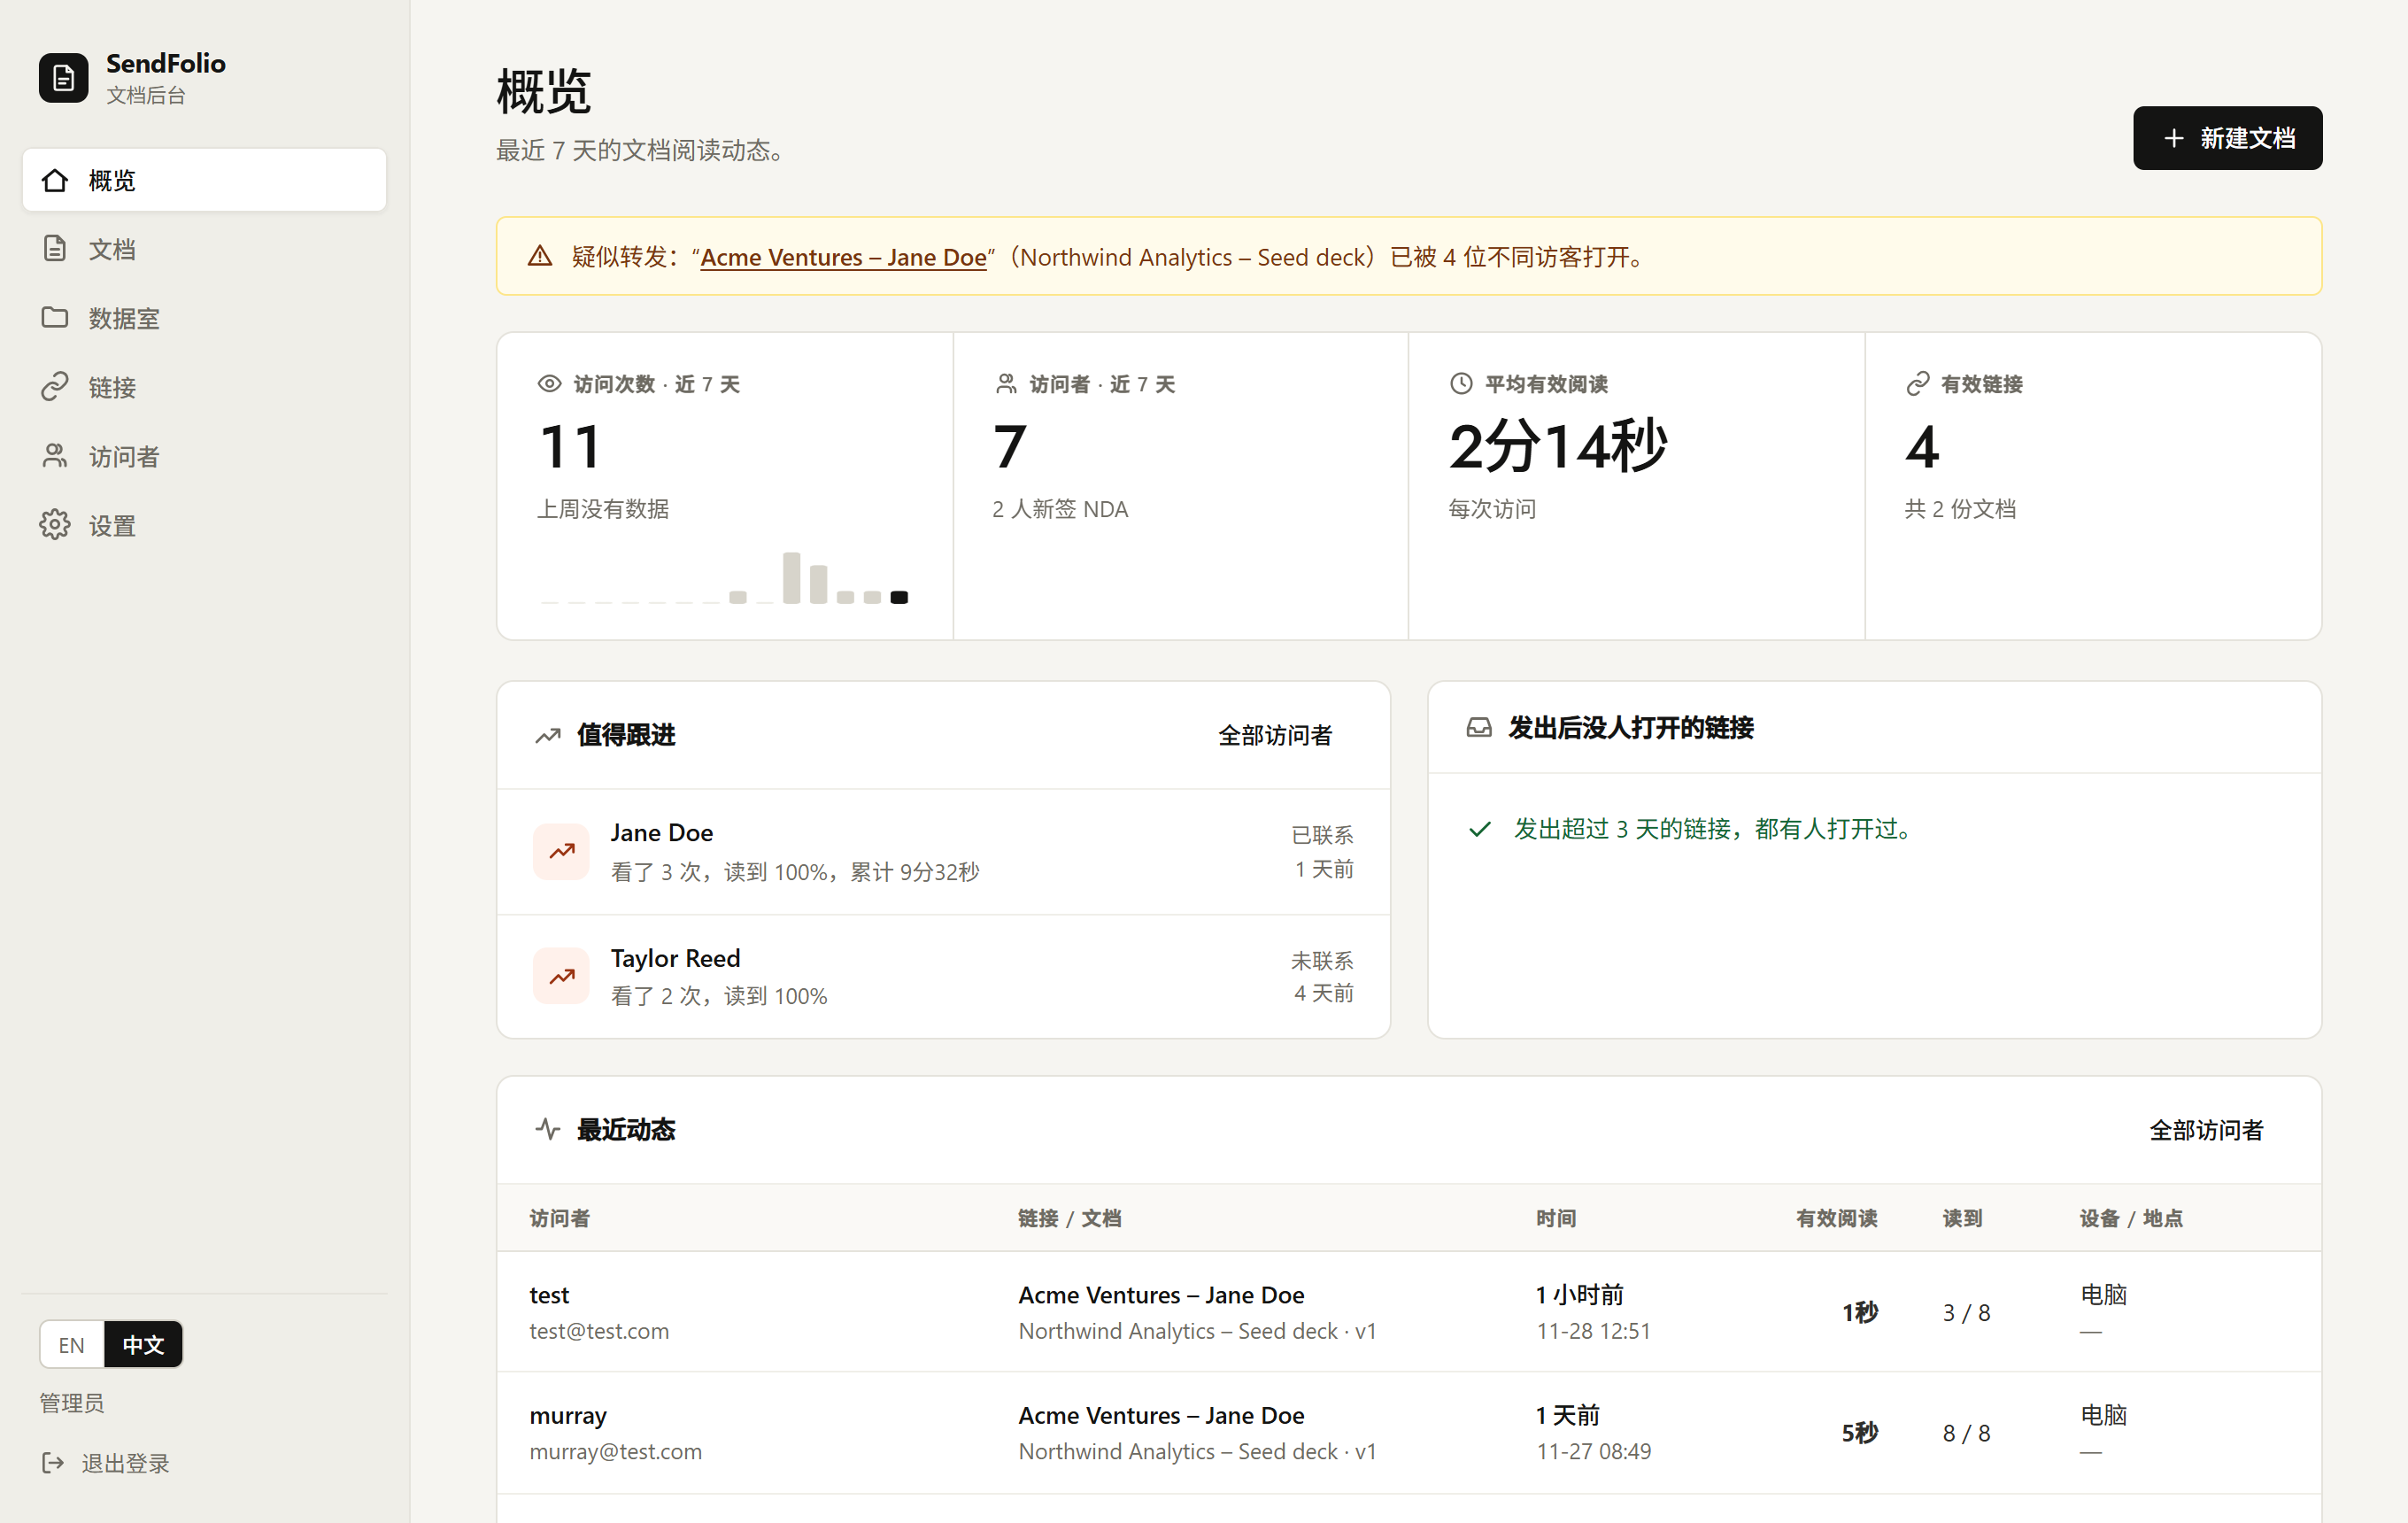 SendFolio
文档后台
概览
文档
数据室
链接
访问者
设置
EN 中文
管理员
退出登录
概览
最近 7 天的文档阅读动态。
新建文档
疑似转发：“Acme Ventures – Jane Doe”（Northwind Analytics – Seed deck）已被 4 位不同访客打开。
访问次数 · 近 7 天
11
上周没有数据
访问者 · 近 7 天
7
2 人新签 NDA
平均有效阅读
2分14秒
每次访问
有效链接
4
共 2 份文档
值得跟进 全部访问者
Jane Doe 已联系
看了 3 次，读到 100%，累计 9分32秒 1 天前
Taylor Reed 未联系
看了 2 次，读到 100% 4 天前
发出后没人打开的链接
发出超过 3 天的链接，都有人打开过。
最近动态 全部访问者
访问者 链接 / 文档 时间 有效阅读 读到 设备 / 地点
test Acme Ventures – Jane Doe 1 小时前 1秒 3 / 8 电脑
test@test.com Northwind Analytics – Seed deck · v1 11-28 12:51 —
murray Acme Ventures – Jane Doe 1 天前 5秒 8 / 8 电脑
murray@test.com Northwind Analytics – Seed deck · v1 11-27 08:49 —